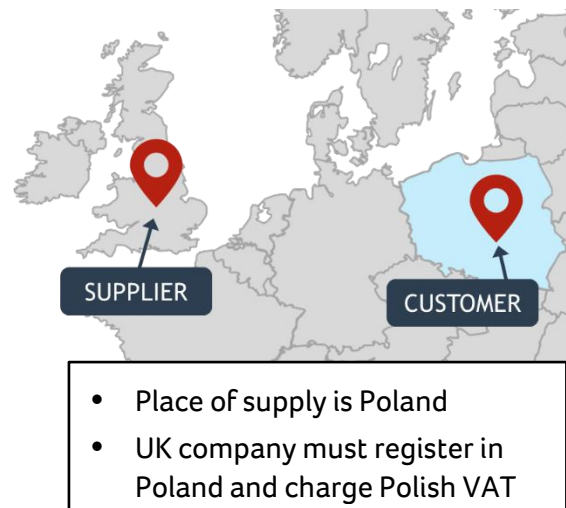 SUPPLIER
CUSTOMER
• Place of supply is Poland
• UK company must register in
Poland and charge Polish VAT